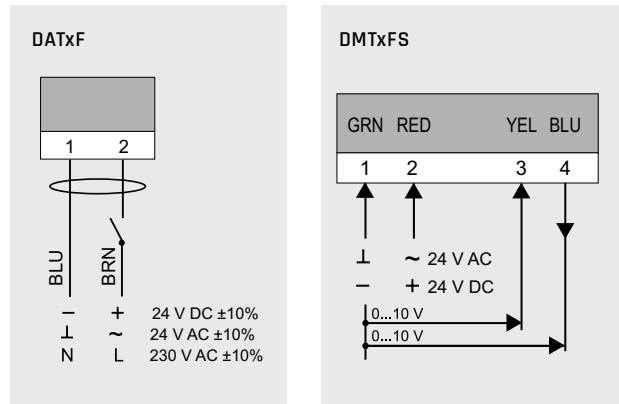 DATxF
1 2
BLU
BRN
− + 24 V DC ±10%
⊥ ~ 24 V AC ±10%
N L 230 V AC ±10%
DMTxFS
GRN RED YEL BLU
1 2 3 4
⊥ ~ 24 V AC
− + 24 V DC
0...10 V
0...10 V